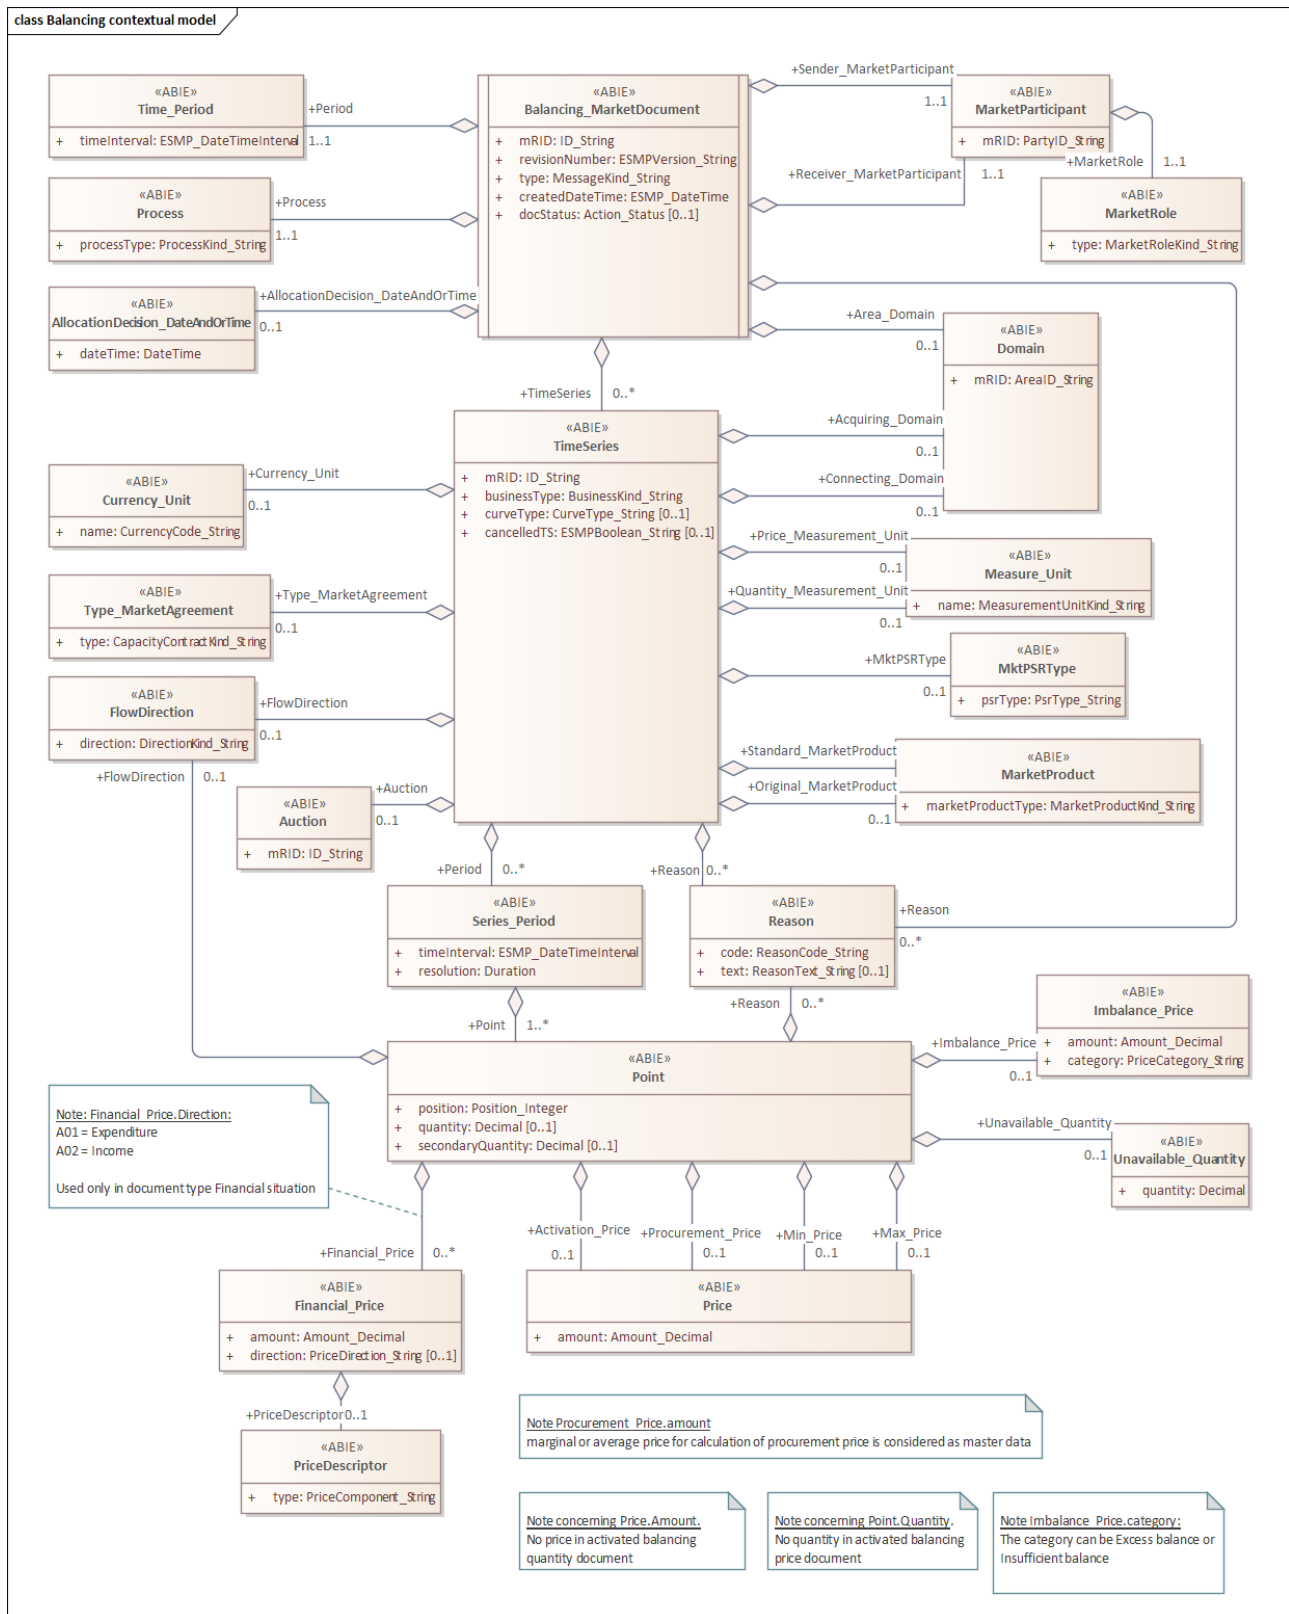 class Balancing contextual model
«ABIE»
Time_Period
+ timeInterval: ESMP_DateTimeInterval
+Period
1..1
«ABIE»
Balancing_MarketDocument
+ mRID: ID_String
+ revisionNumber: ESMPVersion_String
+ type: MessageKind_String
+ createdDateTime: ESMP_DateTime
+ docStatus: Action_Status [0..1]
+Sender_MarketParticipant
1..1
«ABIE»
MarketParticipant
+ mRID: PartyID_String
+Receiver_MarketParticipant
1..1
+MarketRole
1..1
«ABIE»
MarketRole
+ type: MarketRoleKind_String
«ABIE»
Process
+ processType: ProcessKind_String
+Process
1..1
«ABIE»
AllocationDecision_DateAndOrTime
+ dateTime: DateTime
+AllocationDecision_DateAndOrTime
0..1
+Area_Domain
0..1
«ABIE»
Domain
+ mRID: AreaID_String
+TimeSeries
0..*
«ABIE»
TimeSeries
+ mRID: ID_String
+ businessType: BusinessKind_String
+ curveType: CurveType_String [0..1]
+ cancelledTS: ESMPBoolean_String [0..1]
+Acquiring_Domain
0..1
+Connecting_Domain
0..1
«ABIE»
Currency_Unit
+ name: CurrencyCode_String
+Currency_Unit
0..1
+Price_Measurement_Unit
0..1
«ABIE»
Measure_Unit
+ name: MeasurementUnitKind_String
+Quantity_Measurement_Unit
0..1
«ABIE»
Type_MarketAgreement
+ type: CapacityContractKind_String
+Type_MarketAgreement
0..1
+MktPSRType
0..1
«ABIE»
MktPSRType
+ psrType: PsrType_String
«ABIE»
FlowDirection
+ direction: DirectionKind_String
+FlowDirection
0..1
+FlowDirection
0..1
+Standard_MarketProduct
+Original_MarketProduct
0..1
«ABIE»
MarketProduct
+ marketProductType: MarketProductKind_String
«ABIE»
Auction
+ mRID: ID_String
+Auction
0..1
+Period
0..*
+Reason
0..*
«ABIE»
Series_Period
+ timeInterval: ESMP_DateTimeInterval
+ resolution: Duration
«ABIE»
Reason
+ code: ReasonCode_String
+ text: ReasonText_String [0..1]
+Reason
0..*
+Point
1..*
+Reason
0..*
«ABIE»
Point
+ position: Position_Integer
+ quantity: Decimal [0..1]
+ secondaryQuantity: Decimal [0..1]
+Imbalance_Price
0..1
«ABIE»
Imbalance_Price
+ amount: Amount_Decimal
+ category: PriceCategory_String
+Unavailable_Quantity
0..1
«ABIE»
Unavailable_Quantity
+ quantity: Decimal
Note: Financial_Price.Direction:
A01 = Expenditure
A02 = Income
Used only in document type Financial situation
+Financial_Price
0..*
+Activation_Price
0..1
+Procurement_Price
0..1
+Min_Price
0..1
+Max_Price
0..1
«ABIE»
Financial_Price
+ amount: Amount_Decimal
+ direction: PriceDirection_String [0..1]
«ABIE»
Price
+ amount: Amount_Decimal
+PriceDescriptor
0..1
«ABIE»
PriceDescriptor
+ type: PriceComponent_String
Note Procurement_Price.amount
marginal or average price for calculation of procurement price is considered as master data
Note concerning Price.Amount.
No price in activated balancing
quantity document
Note concerning Point.Quantity.
No quantity in activated balancing
price document
Note Imbalance_Price.category:
The category can be Excess balance or
Insufficient balance